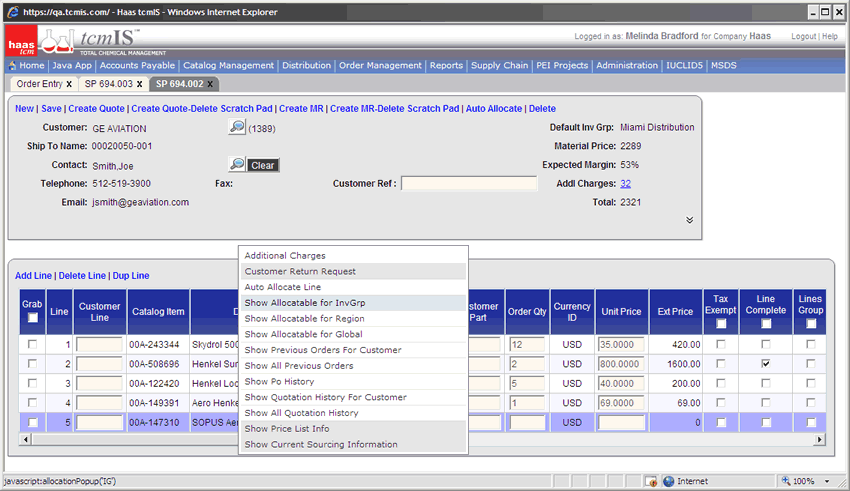 https://qa.tcmis.com/ - Haas tcmIS - Windows Internet Explorer
haas tcm
tcmIS™
TOTAL CHEMICAL MANAGEMENT
Logged in as: Melinda Bradford for Company Haas Logout | Help
Home | Java App | Accounts Payable | Catalog Management | Distribution | Order Management | Reports | Supply Chain | PEI Projects | Administration | IUCLID5 | MSDS
Order Entry x SP 694.003 x SP 694.002 x
New | Save | Create Quote | Create Quote-Delete Scratch Pad | Create MR | Create MR-Delete Scratch Pad | Auto Allocate | Delete
Customer: GE AVIATION (1389) Default Inv Grp: Miami Distribution
Ship To Name: 00020050-001 Material Price: 2289
Contact: Smith,Joe Clear Expected Margin: 53%
Telephone: 512-519-3900 Fax: Customer Ref : Addl Charges: 32
Email: jsmith@geaviation.com Total: 2321
Additional Charges
Customer Return Request
Auto Allocate Line
Show Allocatable for InvGrp
Show Allocatable for Region
Show Allocatable for Global
Show Previous Orders For Customer
Show All Previous Orders
Show Po History
Show Quotation History For Customer
Show All Quotation History
Show Price List Info
Show Current Sourcing Information
Add Line | Delete Line | Dup Line
Grab Line Customer Line Catalog Item D stomer Part Order Qty Currency ID Unit Price Ext Price Tax Exempt Line Complete Lines Group
1 00A-243344 Skydrol 500 12 USD 35.0000 420.00
2 00A-508696 Henkel Sur 2 USD 800.0000 1600.00
3 00A-122420 Henkel Loc 5 USD 40.0000 200.00
4 00A-149391 Aero Henke 1 USD 69.0000 69.00
5 00A-147310 SOPUS Aer USD 0
javascript:allocationPopup('IG') Internet 100%